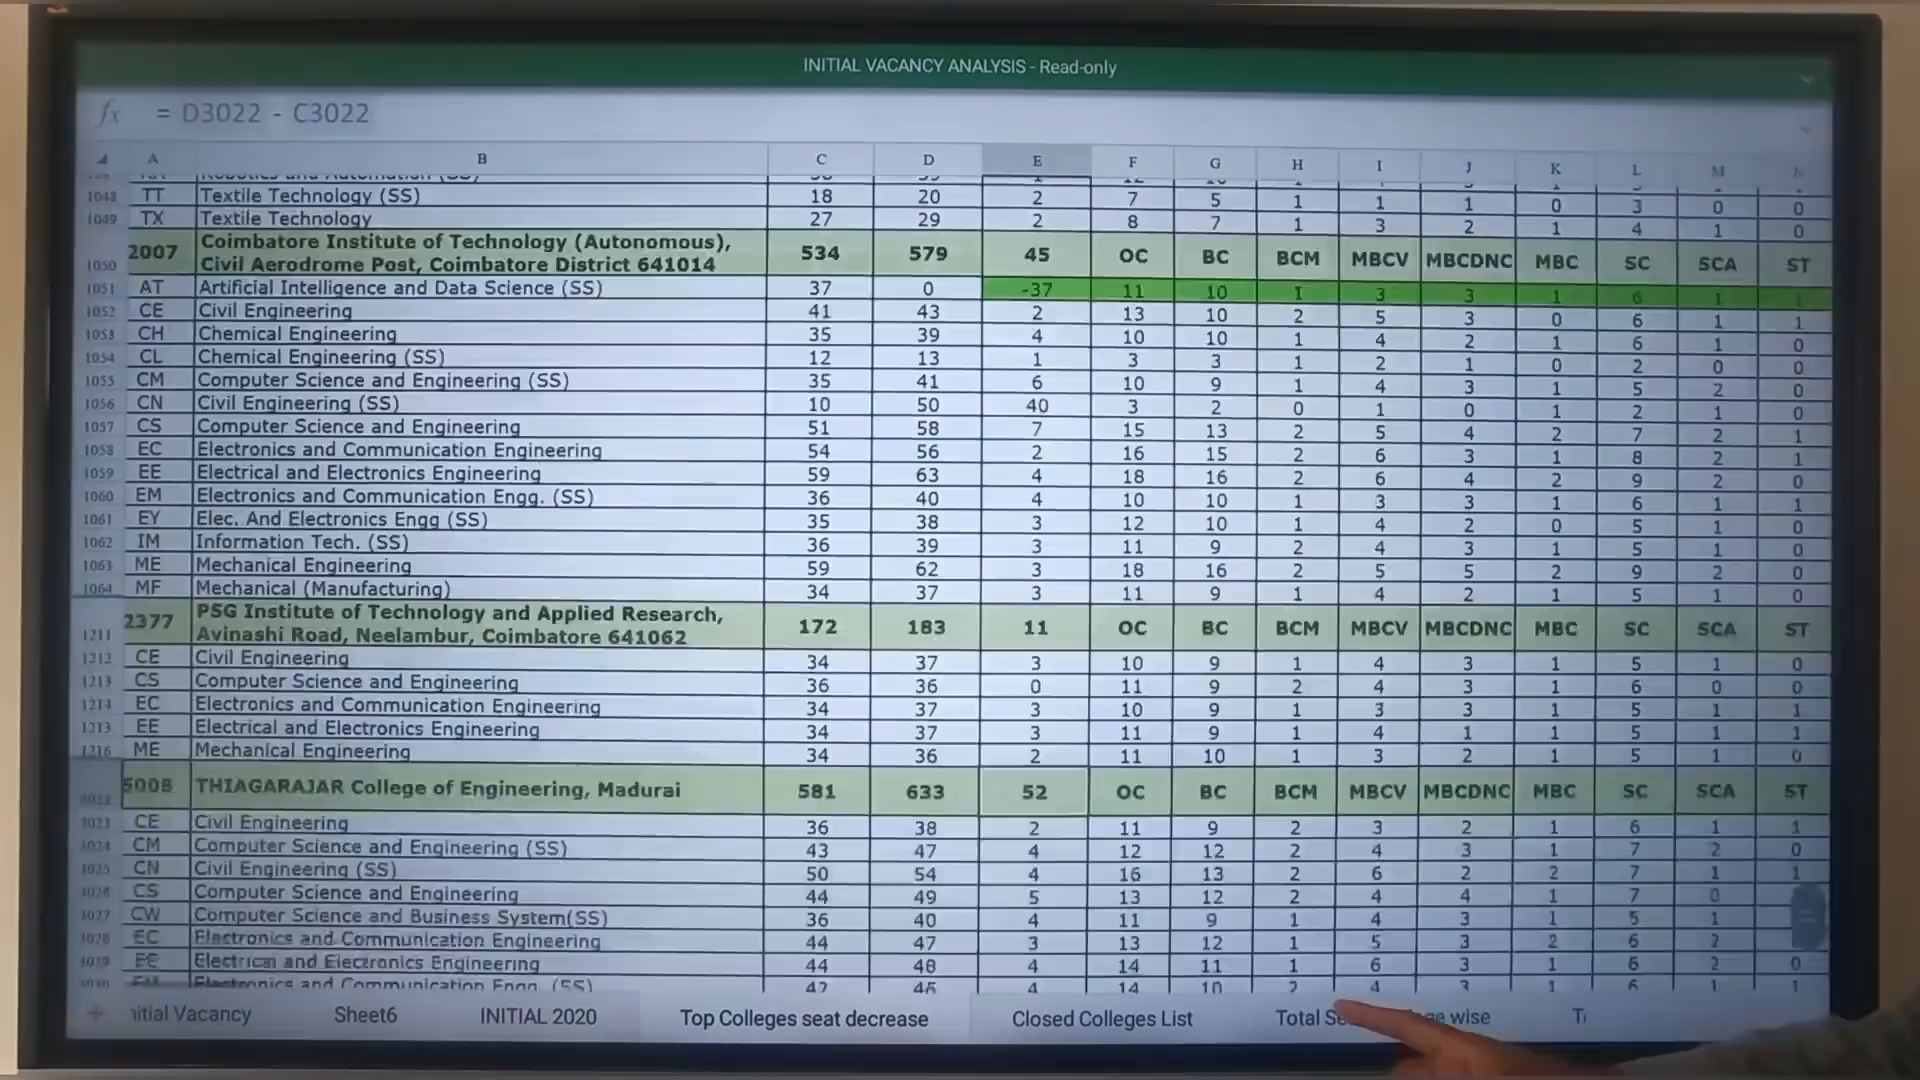 INITIAL VACANCY ANALYSIS - Read-only
fx = D3022 - C3022
A B C D E F G H I J K L M N
1048 TT Textile Technology (SS) 18 20 2 7 5 1 1 1 0 3 0 0
1049 TX Textile Technology 27 29 2 8 7 1 3 2 1 4 1 0
1050 2007 Coimbatore Institute of Technology (Autonomous), 534 579 45 OC BC BCM MBCV MBCDNC MBC SC SCA ST
Civil Aerodrome Post, Coimbatore District 641014
1051 AT Artificial Intelligence and Data Science (SS) 37 0 -37 11 10 1 3 3 1 6 1 1
1052 CE Civil Engineering 41 43 2 13 10 2 5 3 0 6 1 1
1053 CH Chemical Engineering 35 39 4 10 10 1 4 2 1 6 1 0
1054 CL Chemical Engineering (SS) 12 13 1 3 3 1 2 1 0 2 0 0
1055 CM Computer Science and Engineering (SS) 35 41 6 10 9 1 4 3 1 5 2 0
1056 CN Civil Engineering (SS) 10 50 40 3 2 0 1 0 1 2 1 0
1057 CS Computer Science and Engineering 51 58 7 15 13 2 5 4 2 7 2 1
1058 EC Electronics and Communication Engineering 54 56 2 16 15 2 6 3 1 8 2 1
1059 EE Electrical and Electronics Engineering 59 63 4 18 16 2 6 4 2 9 2 0
1060 EM Electronics and Communication Engg. (SS) 36 40 4 10 10 1 3 3 1 6 1 1
1061 EY Elec. And Electronics Engg (SS) 35 38 3 12 10 1 4 2 0 5 1 0
1062 IM Information Tech. (SS) 36 39 3 11 9 2 4 3 1 5 1 0
1063 ME Mechanical Engineering 59 62 3 18 16 2 5 5 2 9 2 0
1064 MF Mechanical (Manufacturing) 34 37 3 11 9 1 4 2 1 5 1 0
1211 2377 PSG Institute of Technology and Applied Research, 172 183 11 OC BC BCM MBCV MBCDNC MBC SC SCA ST
Avinashi Road, Neelambur, Coimbatore 641062
1212 CE Civil Engineering 34 37 3 10 9 1 4 3 1 5 1 0
1213 CS Computer Science and Engineering 36 36 0 11 9 2 4 3 1 6 0 0
1214 EC Electronics and Communication Engineering 34 37 3 10 9 1 3 3 1 5 1 1
EE Electrical and Electronics Engineering 34 37 3 11 9 1 4 1 1 5 1 1
1216 ME Mechanical Engineering 34 36 2 11 10 1 3 2 1 5 1 0
5008 THIAGARAJAR College of Engineering, Madurai 581 633 52 OC BC BCM MBCV MBCDNC MBC SC SCA ST
CE Civil Engineering 36 38 2 11 9 2 3 2 1 6 1 1
3024 CM Computer Science and Engineering (SS) 43 47 4 12 12 2 4 3 1 7 2 0
3025 CN Civil Engineering (SS) 50 54 4 16 13 2 6 2 2 7 1 1
3026 CS Computer Science and Engineering 44 49 5 13 12 2 4 4 1 7 0
3027 CW Computer Science and Business System(SS) 36 40 4 11 9 1 4 3 1 5 1
3028 EC Electronics and Communication Engineering 44 47 3 13 12 1 5 3 2 6 2
Electrical and Electronics Engineering 44 48 4 14 11 1 6 3 1 6 2 0
Electronics and Communication Engg. (SS) 4 14 10 2 4 3 1 6 1 1
nitial Vacancy Sheet6 INITIAL 2020 Top Colleges seat decrease Closed Colleges List Total wise